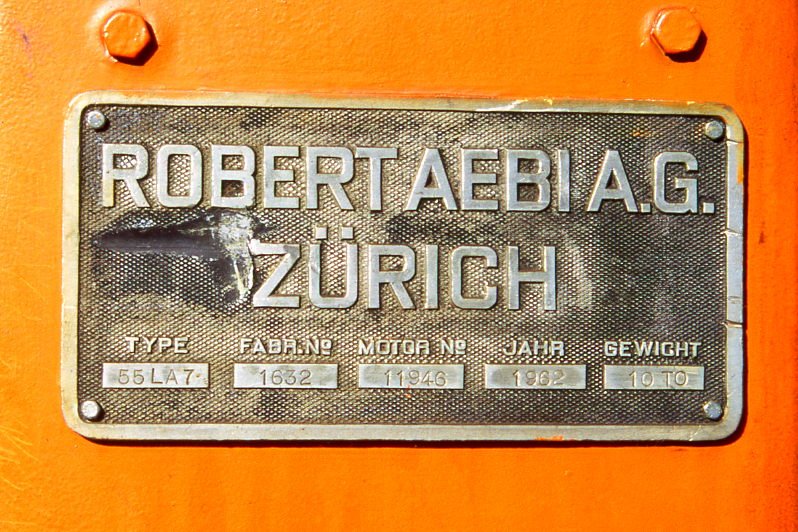 ROBERT AEBI A.G.
ZÜRICH
TYPE FABR.Nº MOTOR Nº JAHR GEWICHT
55LA7 1632 11946 1962 10 TO